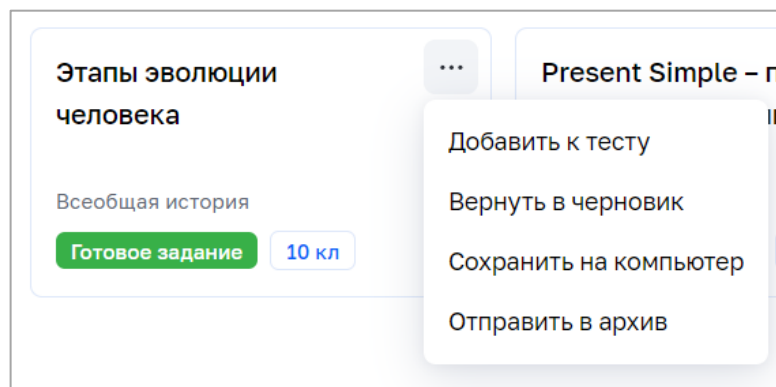 Этапы эволюции
человека
...
Всеобщая история
Готовое задание
10 кл
Present Simple –
Добавить к тесту
Вернуть в черновик
Сохранить на компьютер
Отправить в архив